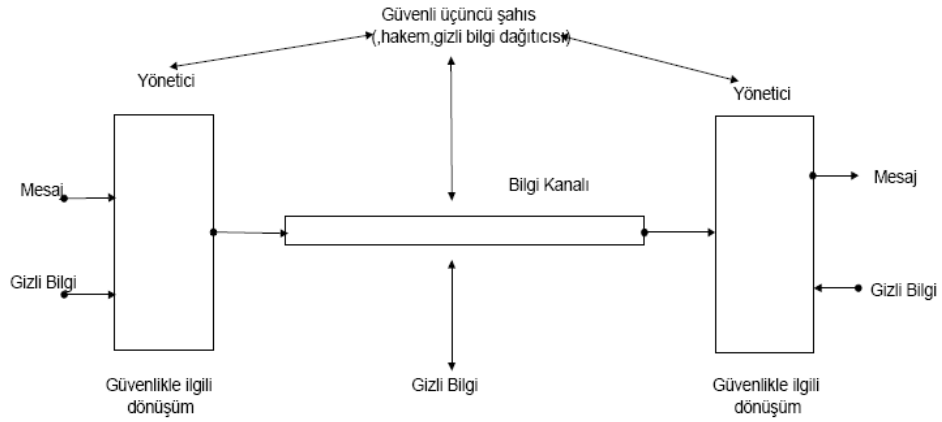 Güvenli üçüncü şahıs
(,hakem,gizli bilgi dağıtıcısı)
Yönetici
Yönetici
Mesaj
Bilgi Kanalı
Mesaj
Gizli Bilgi
Gizli Bilgi
Güvenlikle ilgili
dönüşüm
Gizli Bilgi
Güvenlikle ilgili
dönüşüm